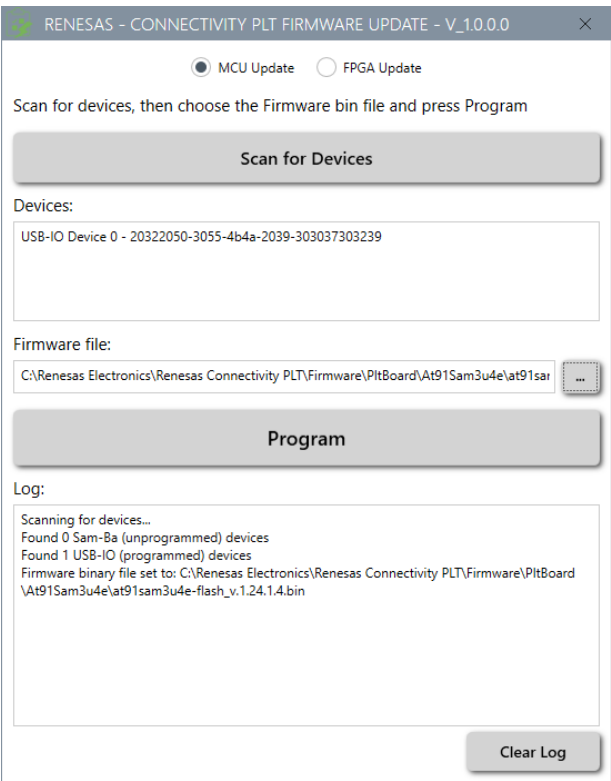 RENESAS - CONNECTIVITY PLT FIRMWARE UPDATE - V_1.0.0.0
MCU Update
FPGA Update
Scan for devices, then choose the Firmware bin file and press Program
Scan for Devices
Devices:
USB-IO Device 0 - 20322050-3055-4b4a-2039-303037303239
Firmware file:
C:\Renesas Electronics\Renesas Connectivity PLT\Firmware\PltBoard\At91Sam3u4e\at91sar
...
Program
Log:
Scanning for devices...
Found 0 Sam-Ba (unprogrammed) devices
Found 1 USB-IO (programmed) devices
Firmware binary file set to: C:\Renesas Electronics\Renesas Connectivity PLT\Firmware\PltBoard
\At91Sam3u4e\at91sam3u4e-flash_v.1.24.1.4.bin
Clear Log